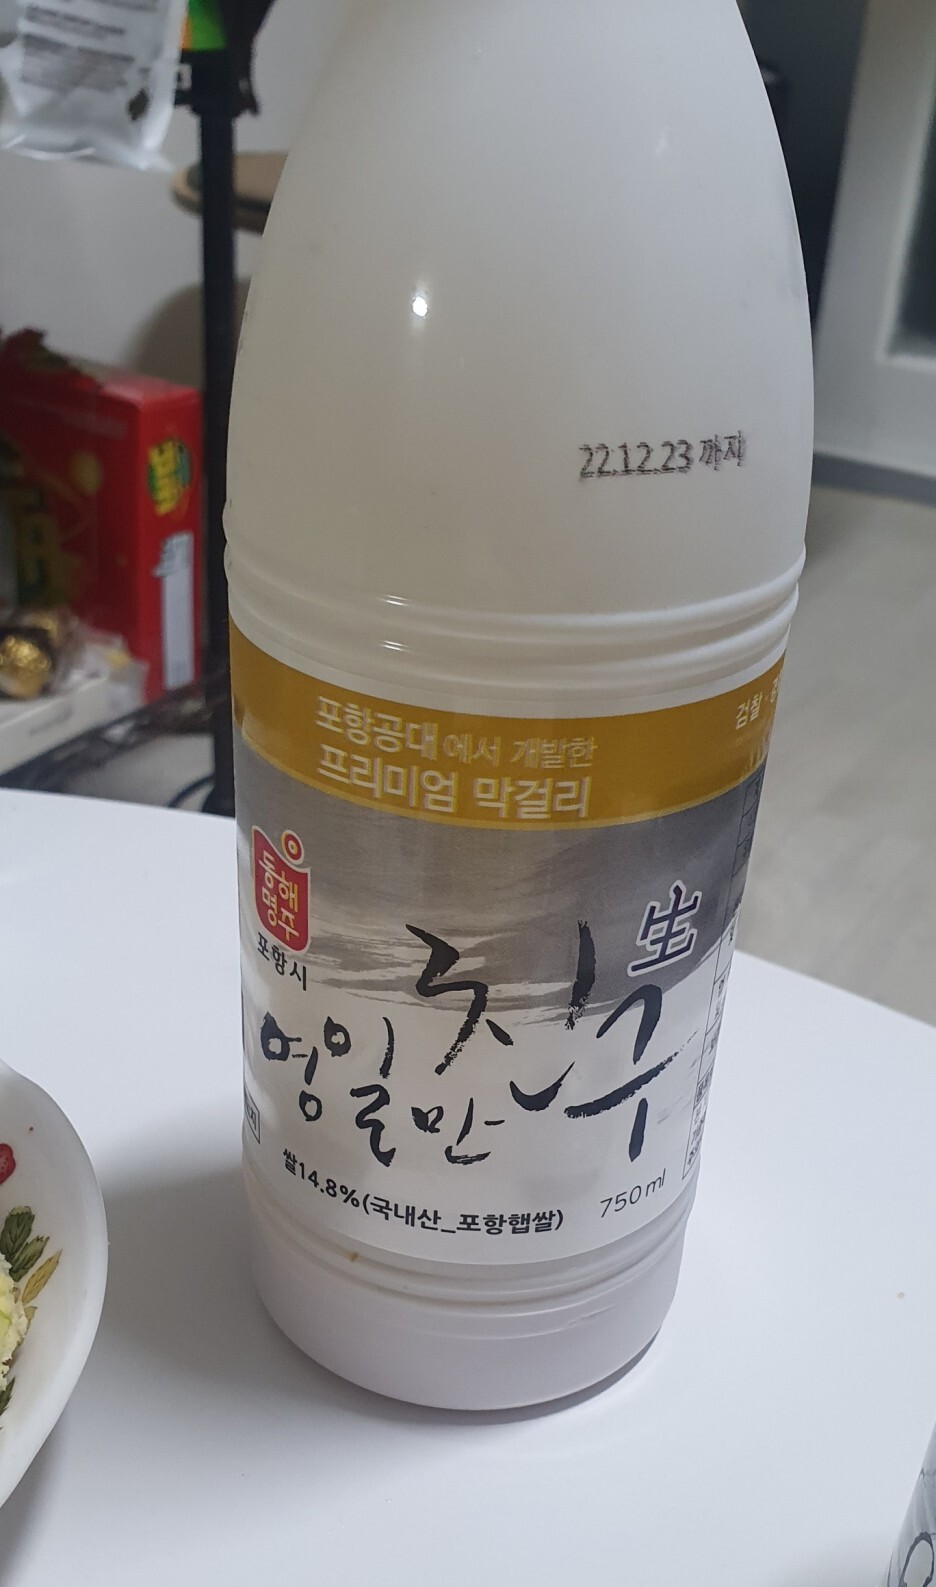 22.12.23 까지
포항공대에서 개발한
프리미엄 막걸리
검찰
동해
명주
포항시
生
영일만
친구
쌀14.8%(국내산_포항햅쌀)
750ml